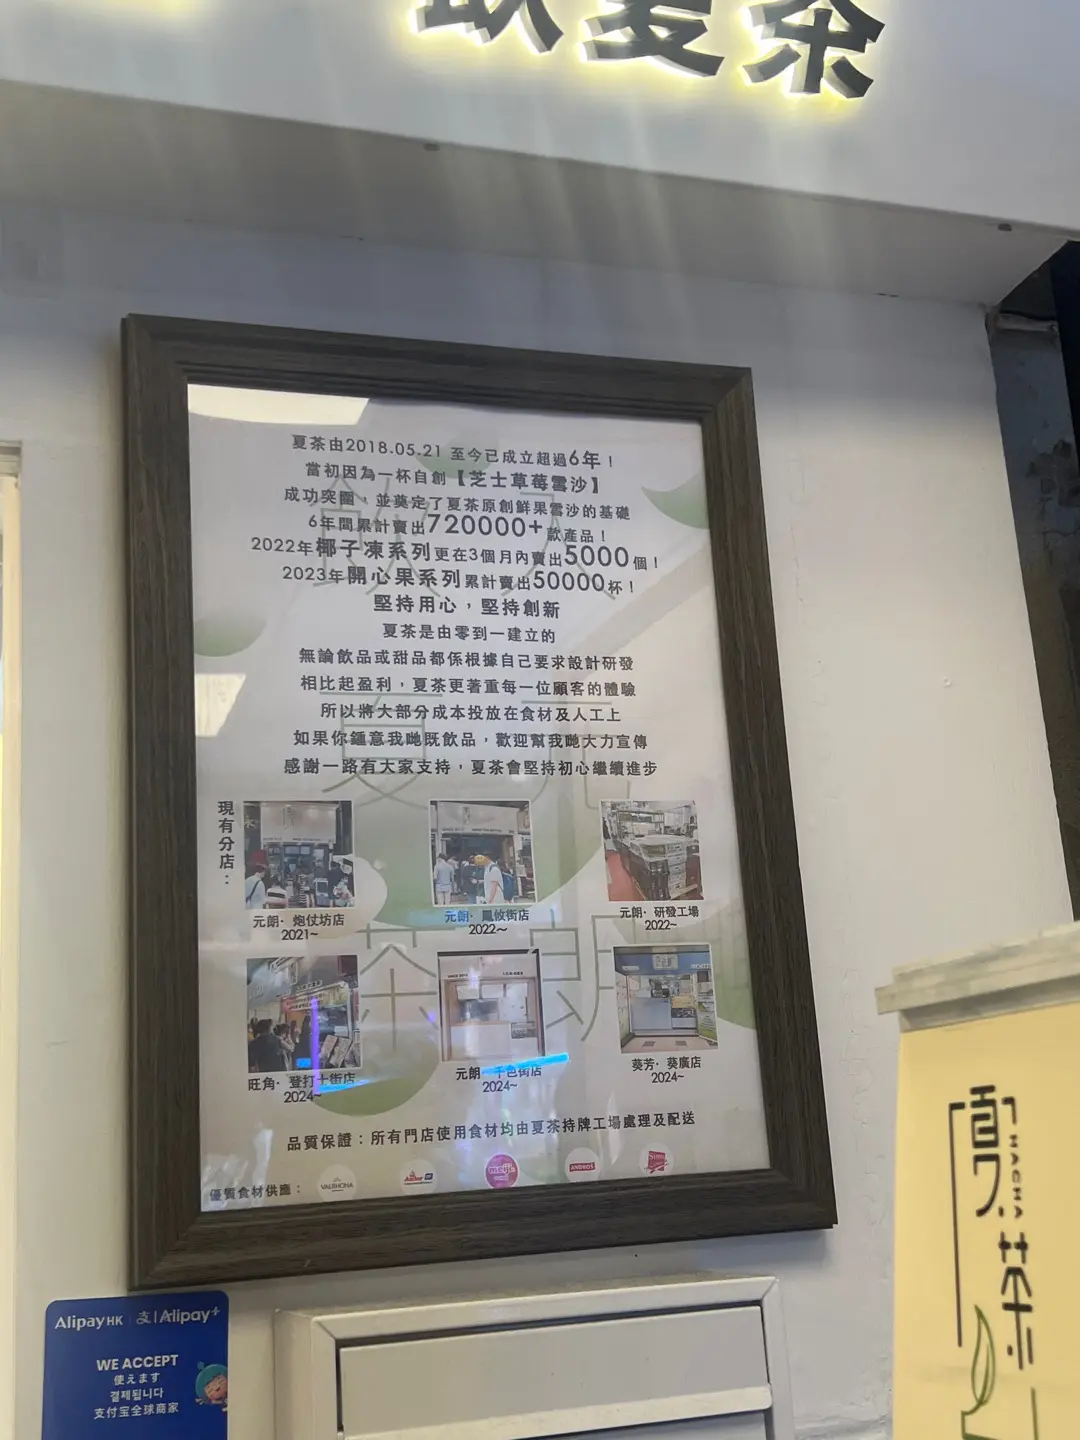 飲夏茶
夏茶由2018.05.21 至今已成立超過6年！
當初因為一杯自創【芝士草莓雪沙】
成功突圍，並奠定了夏茶原創鮮果雪沙的基礎
6年間累計賣出720000+款產品！
2022年椰子凍系列更在3個月內賣出5000個！
2023年開心果系列累計賣出50000杯！
堅持用心，堅持創新
夏茶是由零到一建立的
無論飲品或甜品都係根據自己要求設計研發
相比起盈利，夏茶更著重每一位顧客的體驗
所以將大部分成本投放在食材及人工上
如果你鍾意我哋既飲品，歡迎幫我哋大力宣傳
感謝一路有大家支持，夏茶會堅持初心繼續進步
入元朗
飲夏茶
現有分店：
元朗·炮仗坊店
2021~
元朗·鳳攸街店
2022~
元朗·研發工場
2022~
旺角·登打士街店
2024~
元朗·千色街店
2024~
葵芳·葵廣店
2024~
品質保證：所有門店使用食材均由夏茶持牌工場處理及配送
優質食材供應：
VALRHONA
meiji
ANDROS
AlipayHK 支 | Alipay+
WE ACCEPT
使えます
결제됩니다
支付宝全球商家
夏茶
HACHA